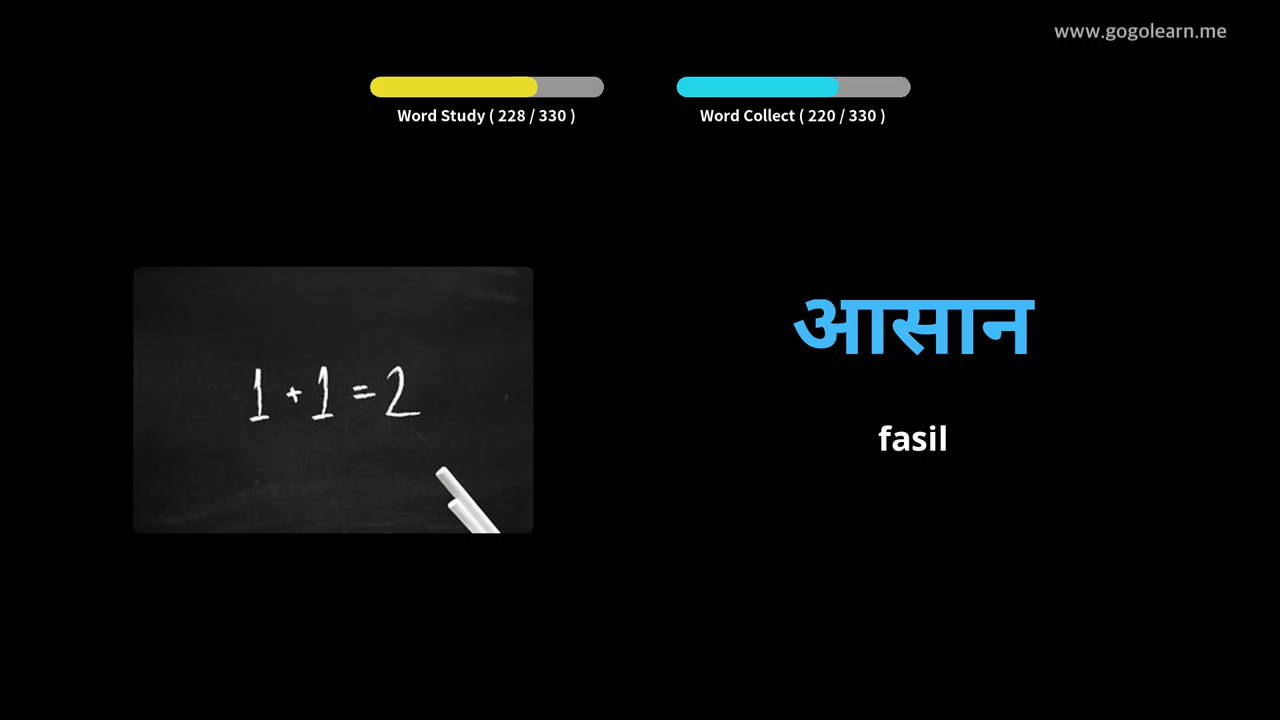 www.gogolearn.me
Word Study ( 228 / 330 )
Word Collect ( 220 / 330 )
1 + 1 = 2
आसान
fasil